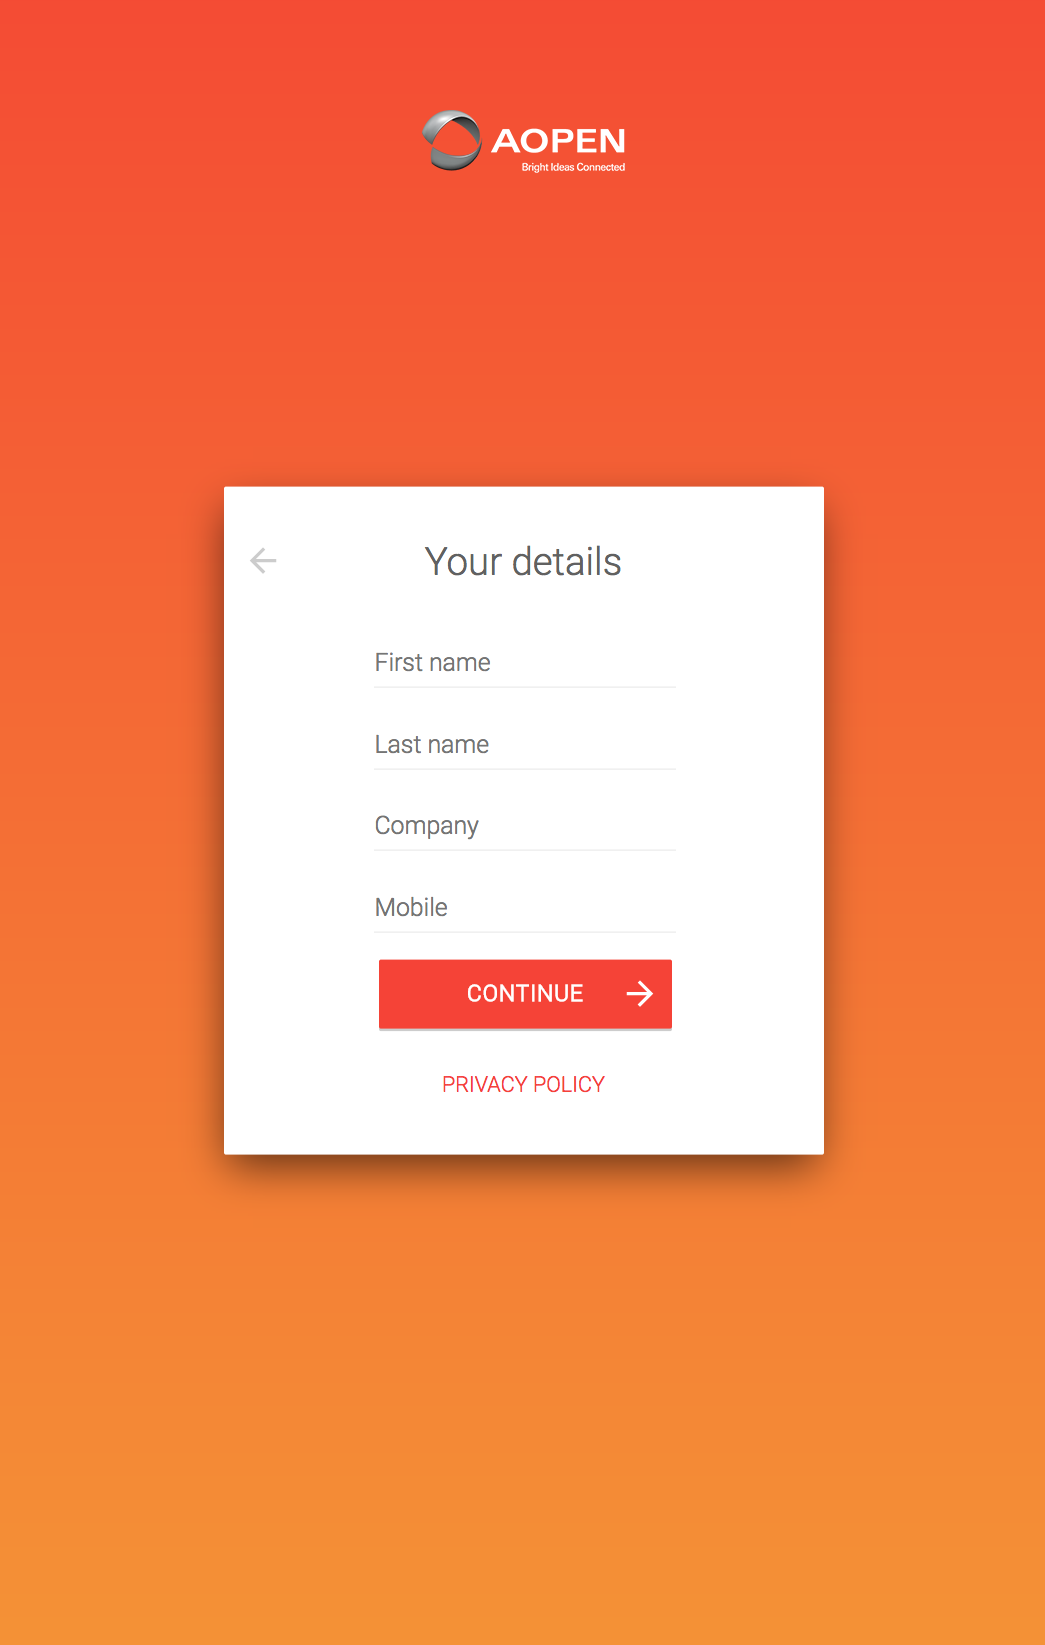 AOPEN
Bright Ideas Connected
Your details
First name
Last name
Company
Mobile
CONTINUE
PRIVACY POLICY